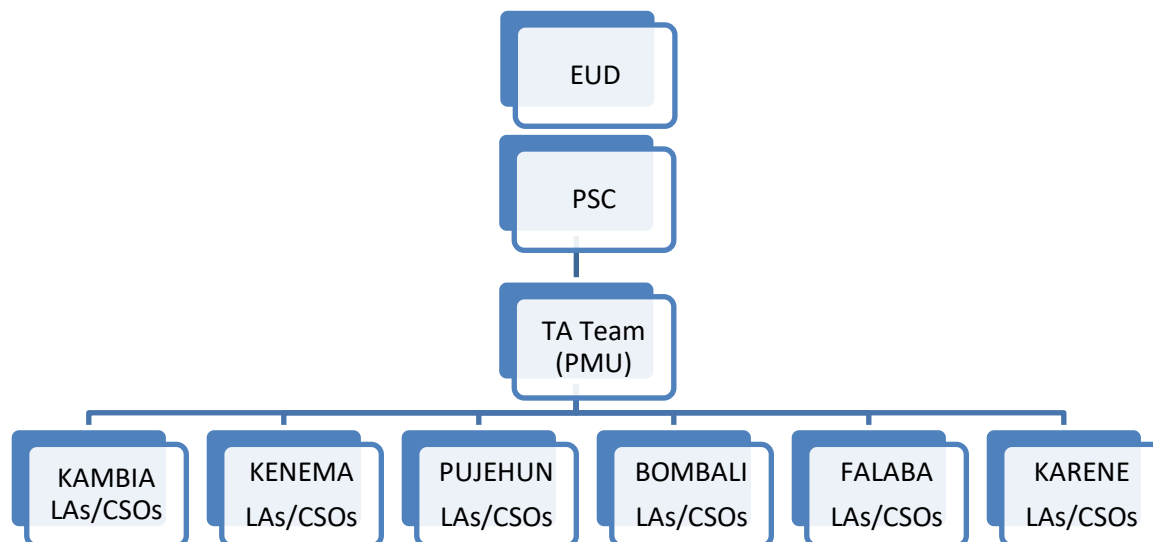 EUD
PSC
TA Team
(PMU)
KAMBIA
LAs/CSOs
KENEMA
LAs/CSOs
PUJEHUN
LAs/CSOs
BOMBALI
LAs/CSOs
FALABA
LAs/CSOs
KARENE
LAs/CSOs